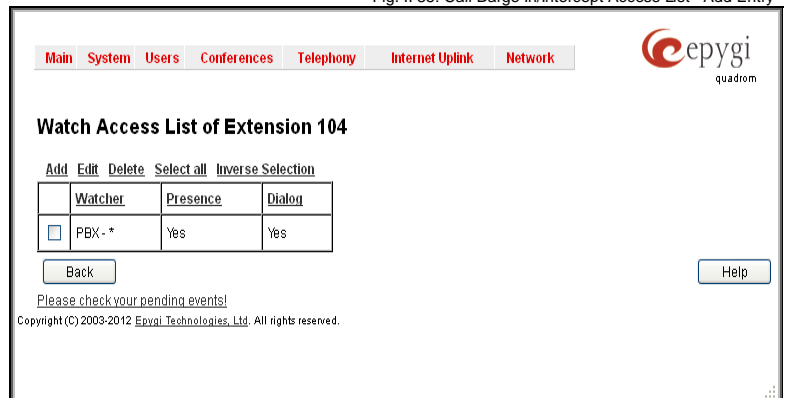 Fig. II-85: Call Barge In/Intercept Access List - Add Entry
Main System Users Conferences Telephony Internet Uplink Network
epygi
quadrom
Watch Access List of Extension 104
Add Edit Delete Select all Inverse Selection
Watcher Presence Dialog
PBX - * Yes Yes
Back
Help
Please check your pending events!
Copyright (C) 2003-2012 Epygi Technologies, Ltd. All rights reserved.